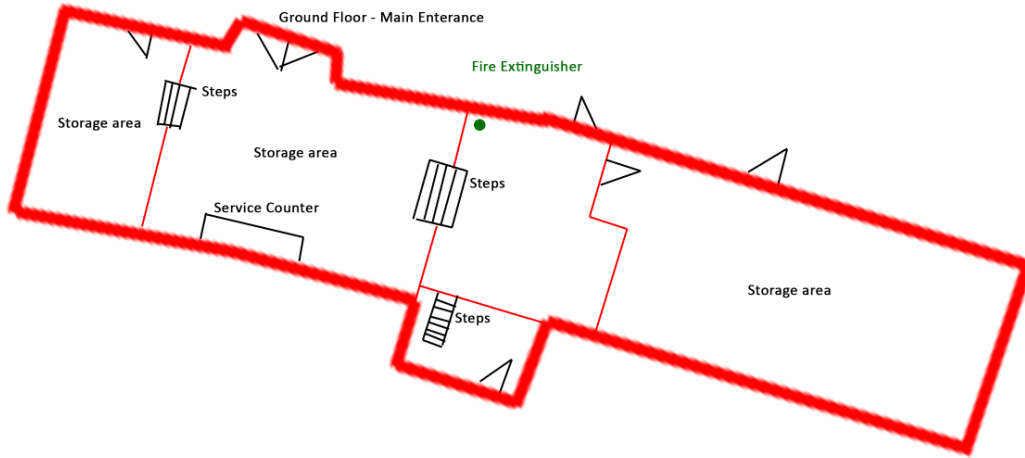 Ground Floor - Main Enterance
Fire Extinguisher
Steps
Storage area
Storage area
Steps
Service Counter
Storage area
Steps